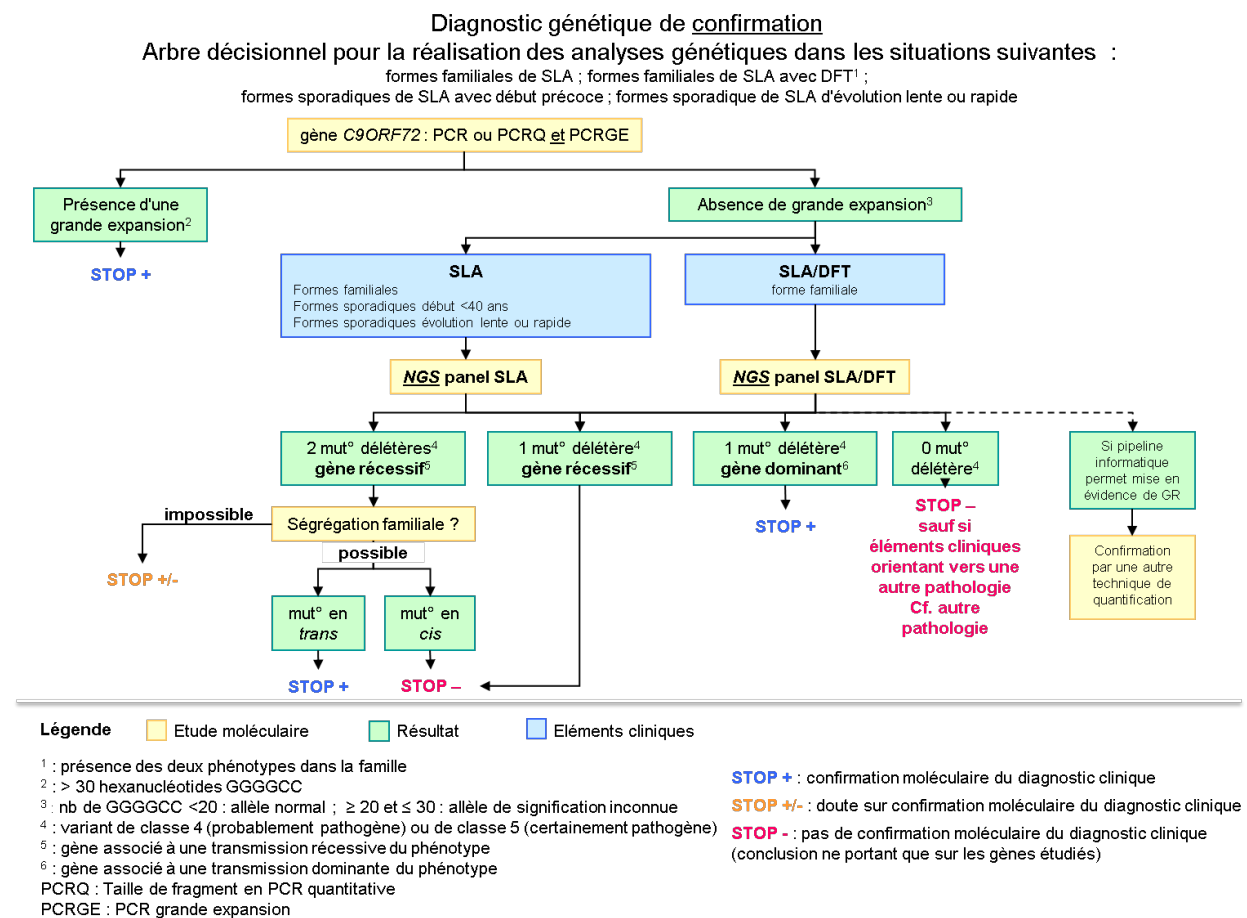 Diagnostic génétique de confirmation
Arbre décisionnel pour la réalisation des analyses génétiques dans les situations suivantes :
formes familiales de SLA ; formes familiales de SLA avec DFT¹ ;
formes sporadiques de SLA avec début précoce ; formes sporadique de SLA d'évolution lente ou rapide
gène C9ORF72 : PCR ou PCRQ et PCRGE
Présence d'une
grande expansion²
STOP +
Absence de grande expansion³
SLA
Formes familiales
Formes sporadiques début <40 ans
Formes sporadiques évolution lente ou rapide
SLA/DFT
forme familiale
NGS panel SLA
NGS panel SLA/DFT
2 mut° délétères⁴
gène récessif⁵
1 mut° délétère⁴
gène récessif⁵
1 mut° délétère⁴
gène dominant⁶
0 mut°
délétère⁴
Si pipeline
informatique
permet mise en
évidence de GR
impossible
Ségrégation familiale ?
possible
STOP +/-
STOP +
STOP –
sauf si
éléments cliniques
orientant vers une
autre pathologie
Cf. autre
pathologie
Confirmation
par une autre
technique de
quantification
mut° en
trans
mut° en
cis
STOP +
STOP –
Légende
Etude moléculaire
Résultat
Eléments cliniques
¹ : présence des deux phénotypes dans la famille
² : > 30 hexanucléotides GGGGCC
³ : nb de GGGGCC <20 : allèle normal ; ≥ 20 et ≤ 30 : allèle de signification inconnue
⁴ : variant de classe 4 (probablement pathogène) ou de classe 5 (certainement pathogène)
⁵ : gène associé à une transmission récessive du phénotype
⁶ : gène associé à une transmission dominante du phénotype
PCRQ : Taille de fragment en PCR quantitative
PCRGE : PCR grande expansion
STOP + : confirmation moléculaire du diagnostic clinique
STOP +/- : doute sur confirmation moléculaire du diagnostic clinique
STOP - : pas de confirmation moléculaire du diagnostic clinique
(conclusion ne portant que sur les gènes étudiés)